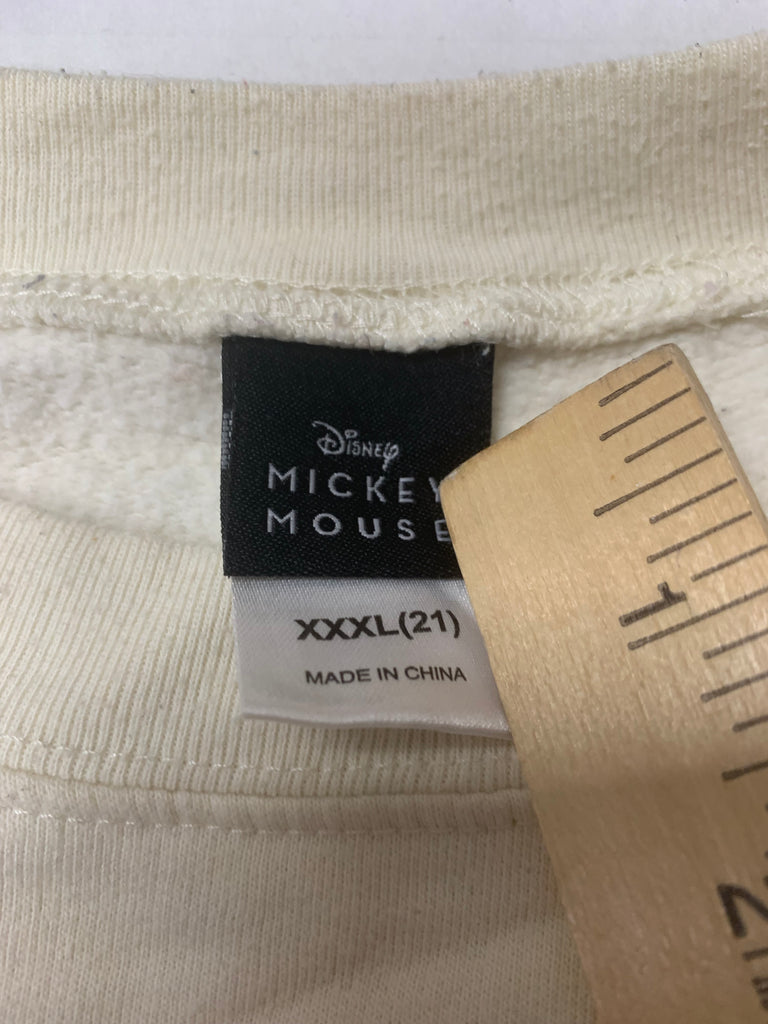 Disney
MICKEY
MOUSE
XXXL(21)
MADE IN CHINA
1
2